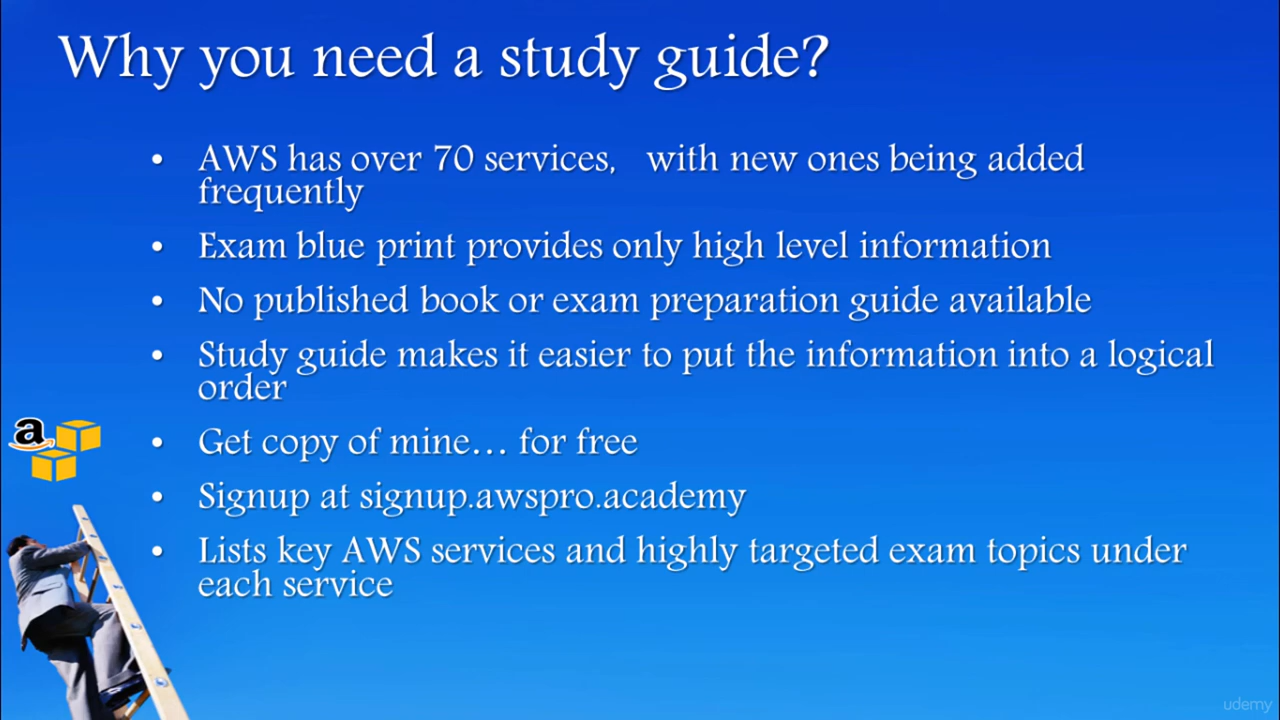 Why you need a study guide?
• AWS has over 70 services,   with new ones being added
frequently
• Exam blue print provides only high level information
• No published book or exam preparation guide available
• Study guide makes it easier to put the information into a logical
order
• Get copy of mine... for free
• Signup at signup.awspro.academy
• Lists key AWS services and highly targeted exam topics under
each service
a
udemy